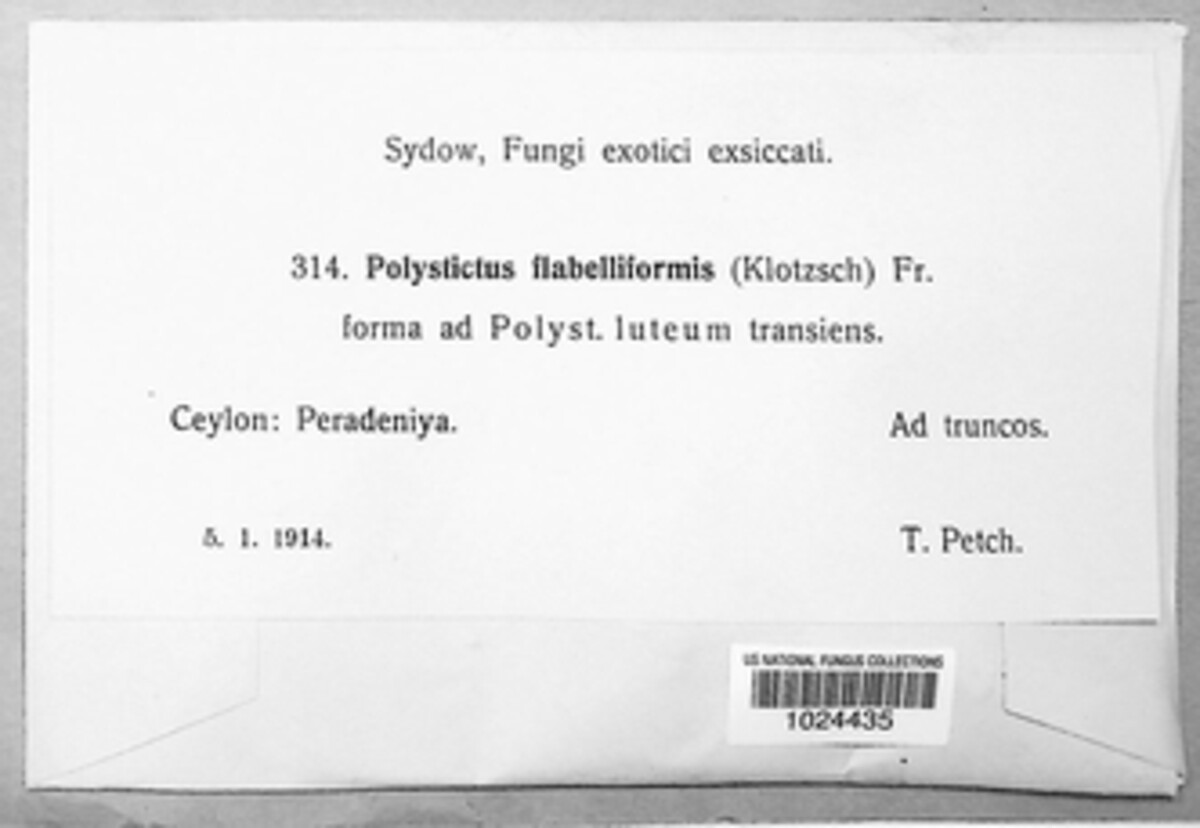 Sydow, Fungi exotici exsiccati.
314. Polystictus flabelliformis (Klotzsch) Fr.
forma ad Polyst. luteum transiens.
Ceylon: Peradeniya.
Ad truncos.
5. 1. 1914.
T. Petch.
US NATIONAL FUNGUS COLLECTIONS
1024435